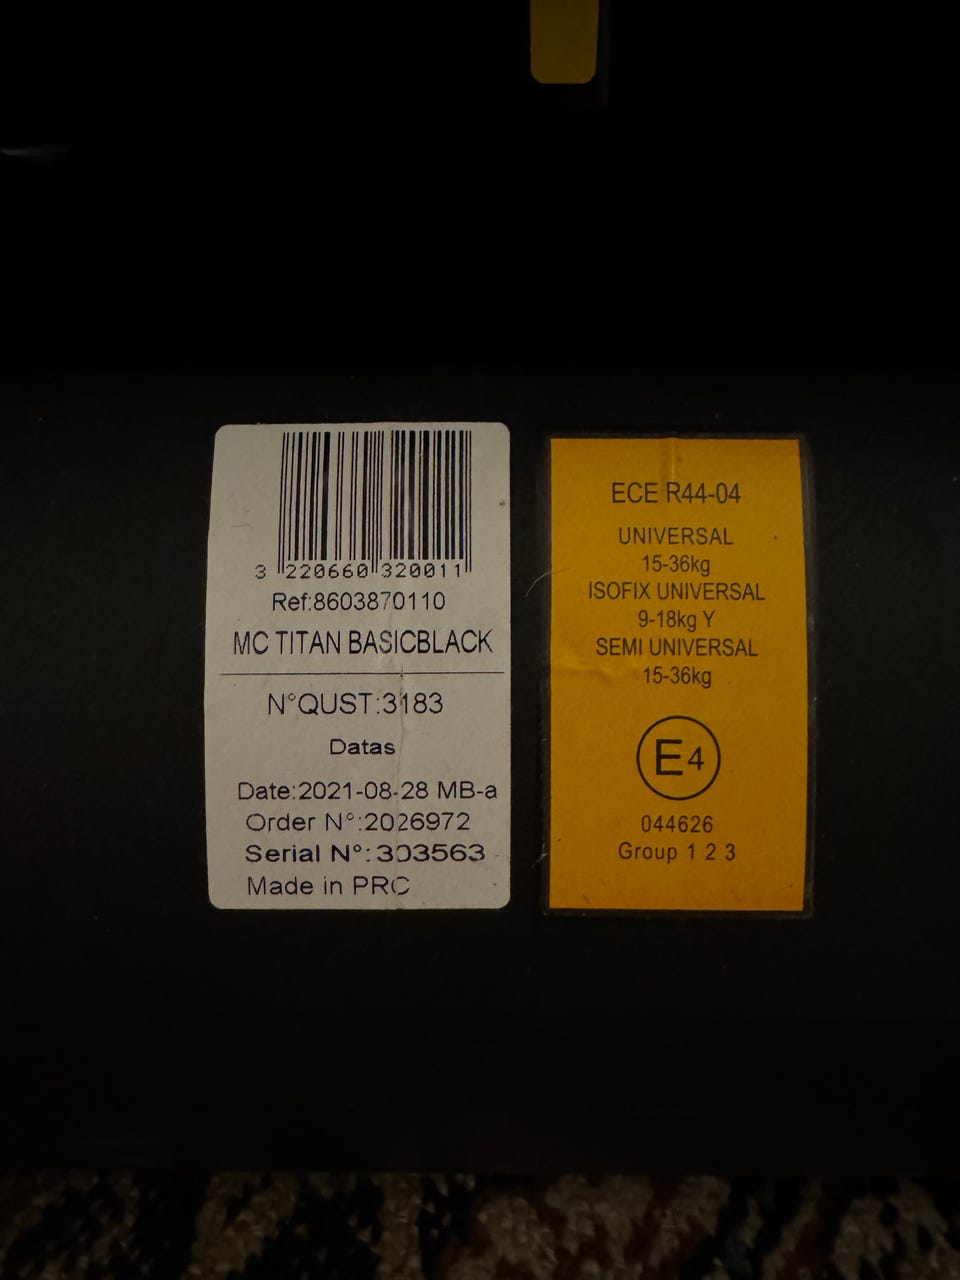 3 220660 320011
Ref:8603870110
MC TITAN BASICBLACK
N°QUST:3183
Datas
Date:2021-08-28 MB-a
Order N°:2026972
Serial N°:303563
Made in PRC
ECE R44-04
UNIVERSAL
15-36kg
ISOFIX UNIVERSAL
9-18kg Y
SEMI UNIVERSAL
15-36kg
E4
044626
Group 1 2 3